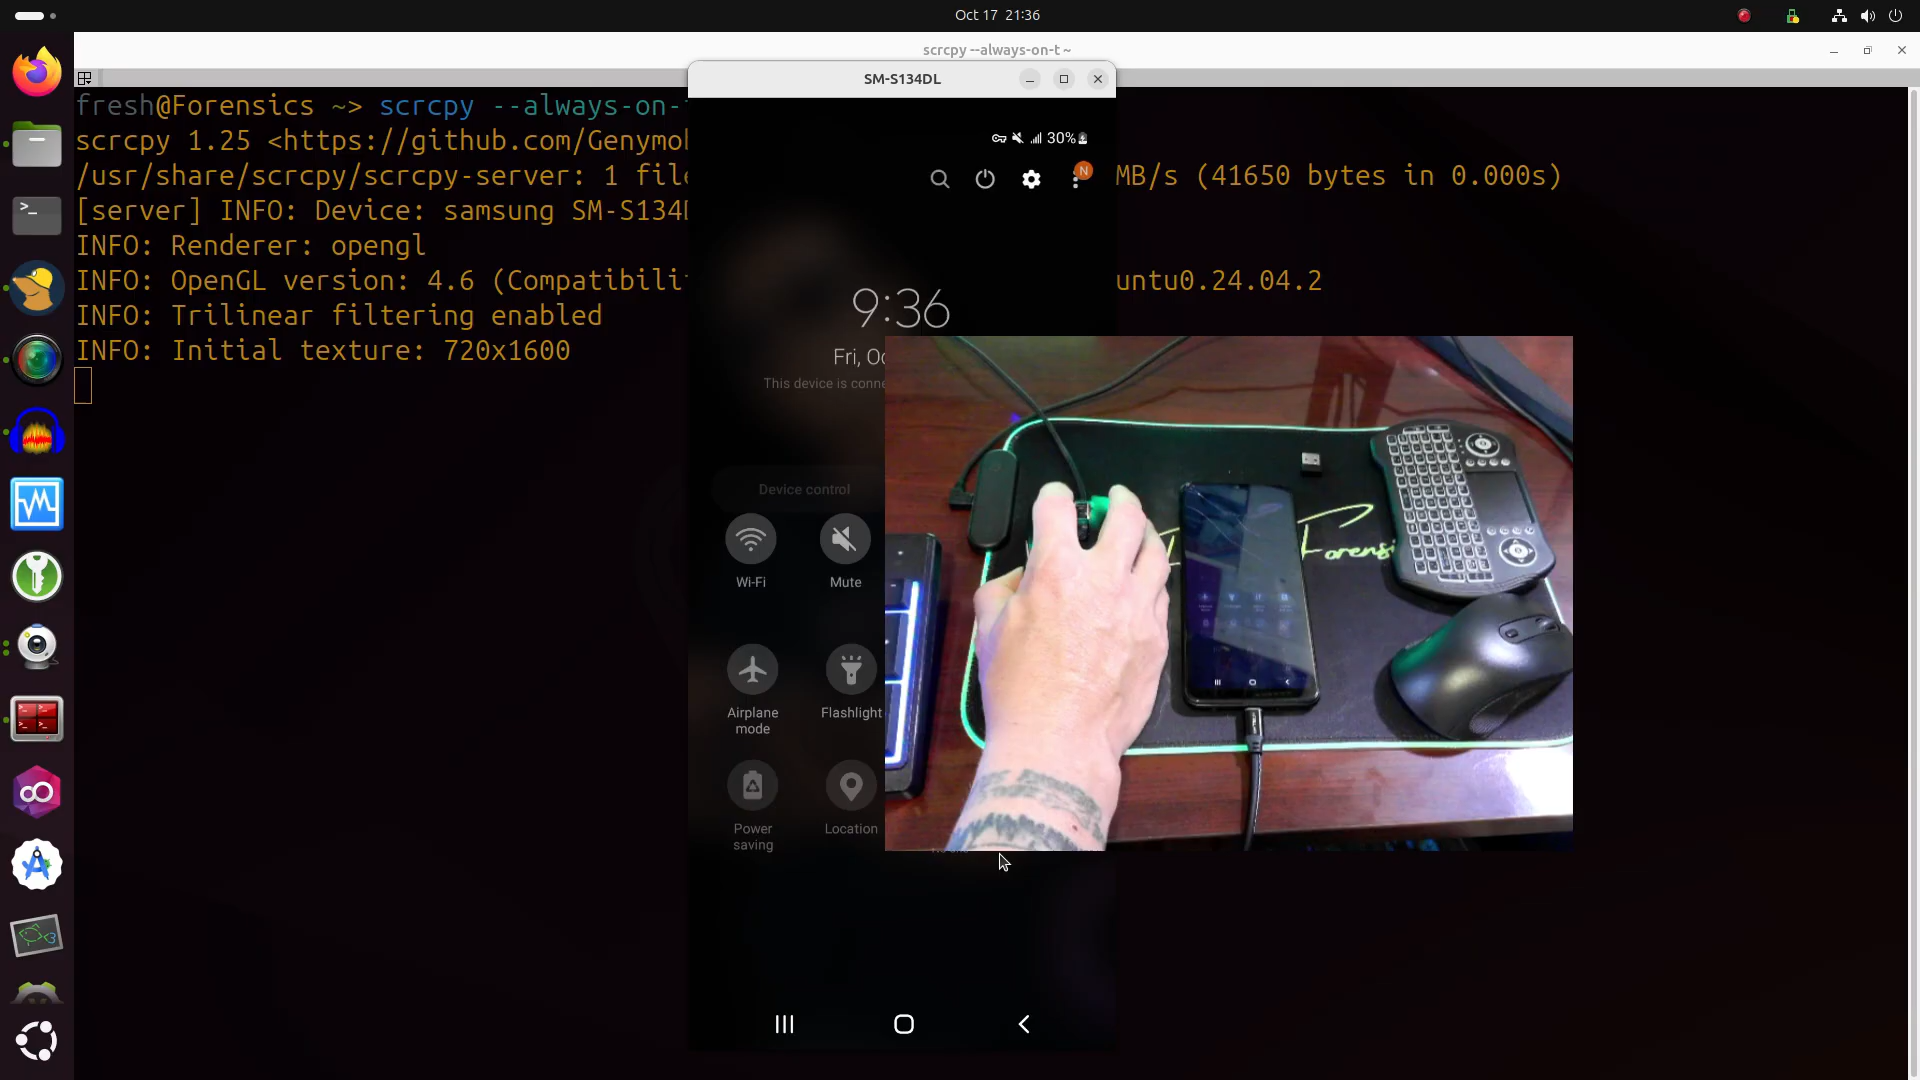 Oct 17 21:36
scrcpy --always-on-t ~
SM-S134DL
fresh@Forensics ~> scrcpy --always-on-
scrcpy 1.25 <https://github.com/Genymo
/usr/share/scrcpy/scrcpy-server: 1 file MB/s (41650 bytes in 0.000s)
[server] INFO: Device: samsung SM-S134
INFO: Renderer: opengl
INFO: OpenGL version: 4.6 (Compatibili untu0.24.04.2
INFO: Trilinear filtering enabled
INFO: Initial texture: 720x1600
30%
N
9:36
Fri, Oc
This device is conne
Device control
Wi-Fi
Mute
Airplane
mode
Flashlight
Power
saving
Location
Forensi